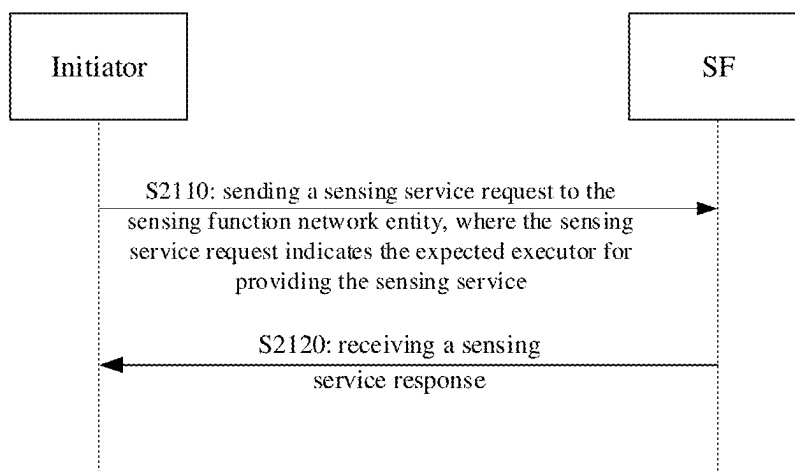 Initiator
SF
S2110: sending a sensing service request to the
sensing function network entity, where the sensing
service request indicates the expected executor for
providing the sensing service
S2120: receiving a sensing
service response